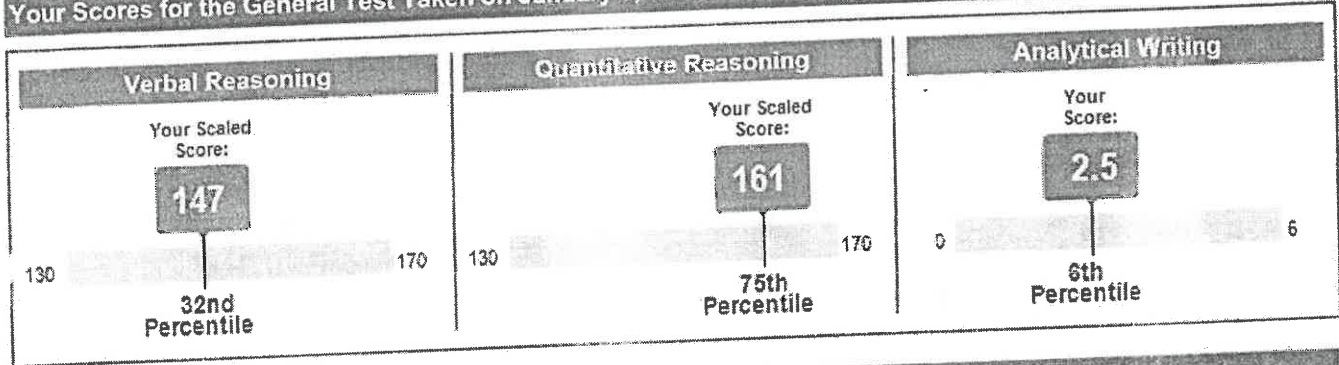 Your Scores for the General Test Taken on January
Verbal Reasoning
Your Scaled
Score:
147
130
170
32nd
Percentile
Quantitative Reasoning
Your Scaled
Score:
161
130
170
75th
Percentile
Analytical Writing
Your
Score:
2.5
0
6
6th
Percentile